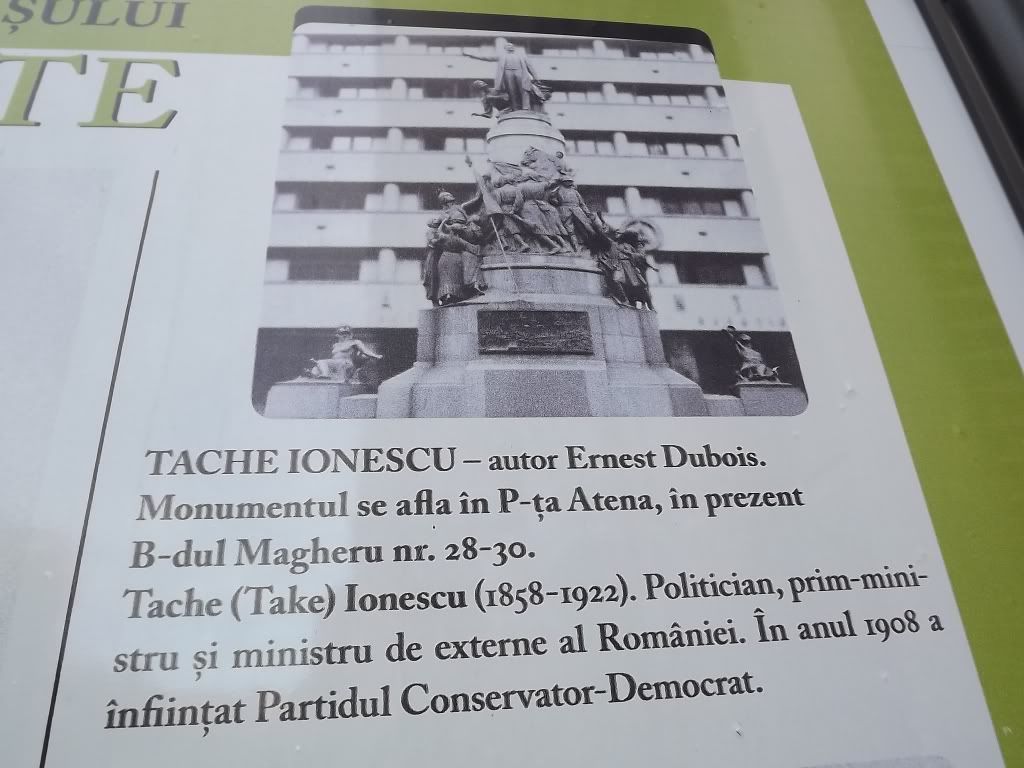 ȘULUI
TE
TACHE IONESCU – autor Ernest Dubois.
Monumentul se afla în P-ța Atena, în prezent
B-dul Magheru nr. 28-30.
Tache (Take) Ionescu (1858-1922). Politician, prim-mini-
stru și ministru de externe al României. În anul 1908 a
înființat Partidul Conservator-Democrat.